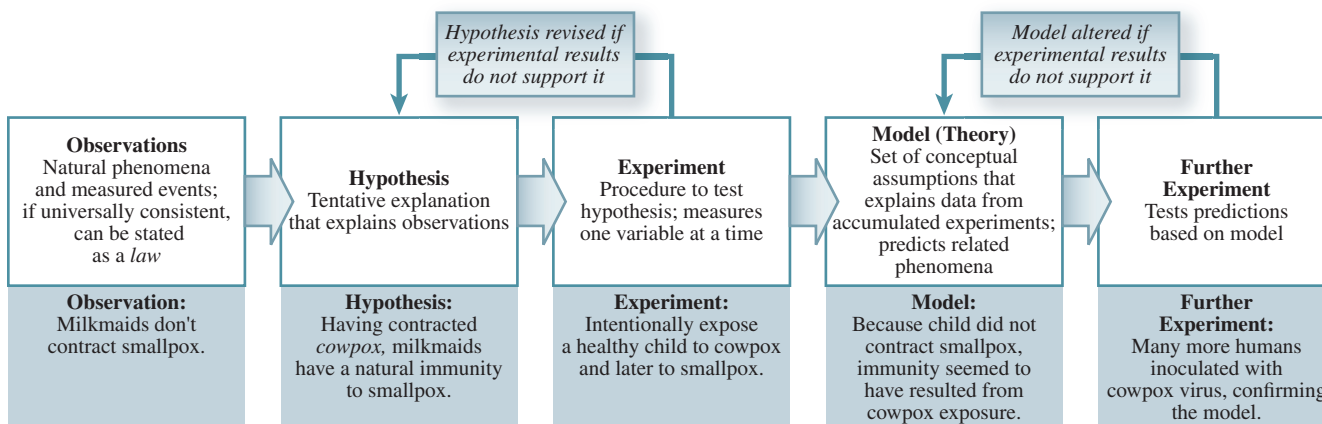 Hypothesis revised if
experimental results
do not support it
Model altered if
experimental results
do not support it
Observations
Natural phenomena
and measured events;
if universally consistent,
can be stated
as a law
Hypothesis
Tentative explanation
that explains observations
Experiment
Procedure to test
hypothesis; measures
one variable at a time
Model (Theory)
Set of conceptual
assumptions that
explains data from
accumulated experiments;
predicts related
phenomena
Further
Experiment
Tests predictions
based on model
Observation:
Milkmaids don't
contract smallpox.
Hypothesis:
Having contracted
cowpox, milkmaids
have a natural immunity
to smallpox.
Experiment:
Intentionally expose
a healthy child to cowpox
and later to smallpox.
Model:
Because child did not
contract smallpox,
immunity seemed to
have resulted from
cowpox exposure.
Further
Experiment:
Many more humans
inoculated with
cowpox virus, confirming
the model.